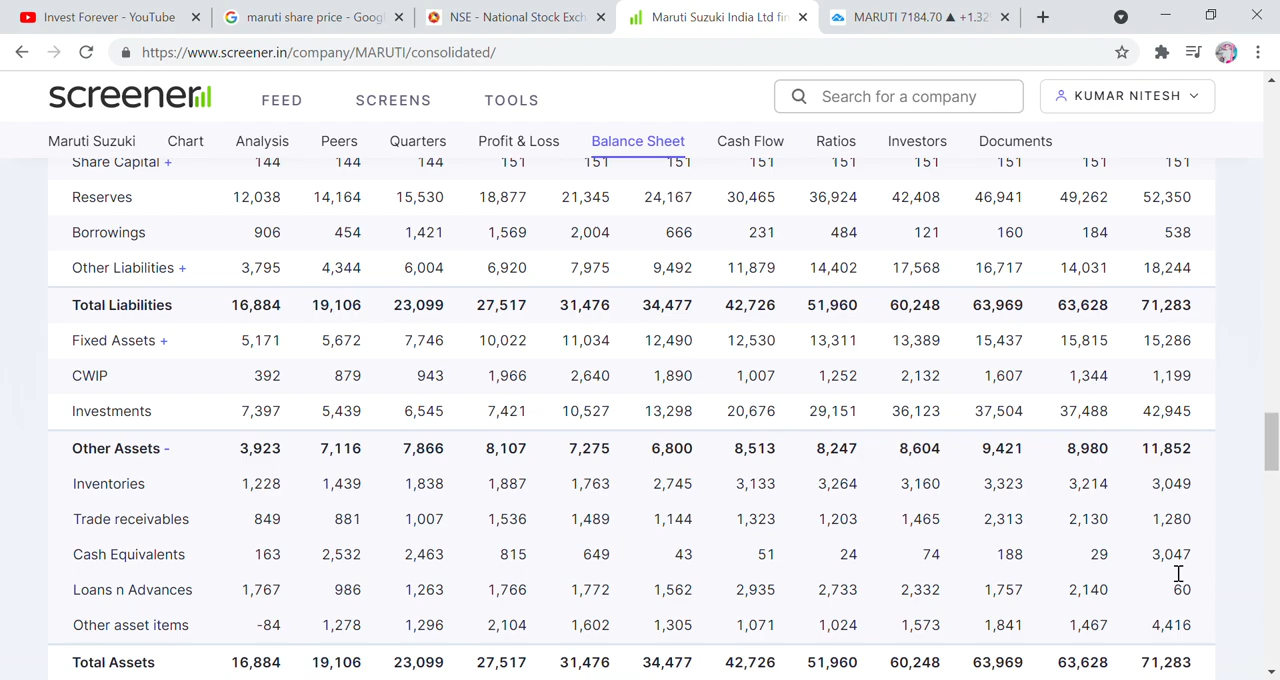 Invest Forever - YouTube
maruti share price - Goog
NSE - National Stock Exch
Maruti Suzuki India Ltd fin
MARUTI 7184.70 ▲ +1.32
https://www.screener.in/company/MARUTI/consolidated/
screener
FEED SCREENS TOOLS
Search for a company
KUMAR NITESH
Maruti Suzuki Chart Analysis Peers Quarters Profit & Loss Balance Sheet Cash Flow Ratios Investors Documents
Share Capital + 144 144 144 151 151 151 151 151 151 151 151 151
Reserves 12,038 14,164 15,530 18,877 21,345 24,167 30,465 36,924 42,408 46,941 49,262 52,350
Borrowings 906 454 1,421 1,569 2,004 666 231 484 121 160 184 538
Other Liabilities + 3,795 4,344 6,004 6,920 7,975 9,492 11,879 14,402 17,568 16,717 14,031 18,244
Total Liabilities 16,884 19,106 23,099 27,517 31,476 34,477 42,726 51,960 60,248 63,969 63,628 71,283
Fixed Assets + 5,171 5,672 7,746 10,022 11,034 12,490 12,530 13,311 13,389 15,437 15,815 15,286
CWIP 392 879 943 1,966 2,640 1,890 1,007 1,252 2,132 1,607 1,344 1,199
Investments 7,397 5,439 6,545 7,421 10,527 13,298 20,676 29,151 36,123 37,504 37,488 42,945
Other Assets - 3,923 7,116 7,866 8,107 7,275 6,800 8,513 8,247 8,604 9,421 8,980 11,852
Inventories 1,228 1,439 1,838 1,887 1,763 2,745 3,133 3,264 3,160 3,323 3,214 3,049
Trade receivables 849 881 1,007 1,536 1,489 1,144 1,323 1,203 1,465 2,313 2,130 1,280
Cash Equivalents 163 2,532 2,463 815 649 43 51 24 74 188 29 3,047
Loans n Advances 1,767 986 1,263 1,766 1,772 1,562 2,935 2,733 2,332 1,757 2,140 60
Other asset items -84 1,278 1,296 2,104 1,602 1,305 1,071 1,024 1,573 1,841 1,467 4,416
Total Assets 16,884 19,106 23,099 27,517 31,476 34,477 42,726 51,960 60,248 63,969 63,628 71,283